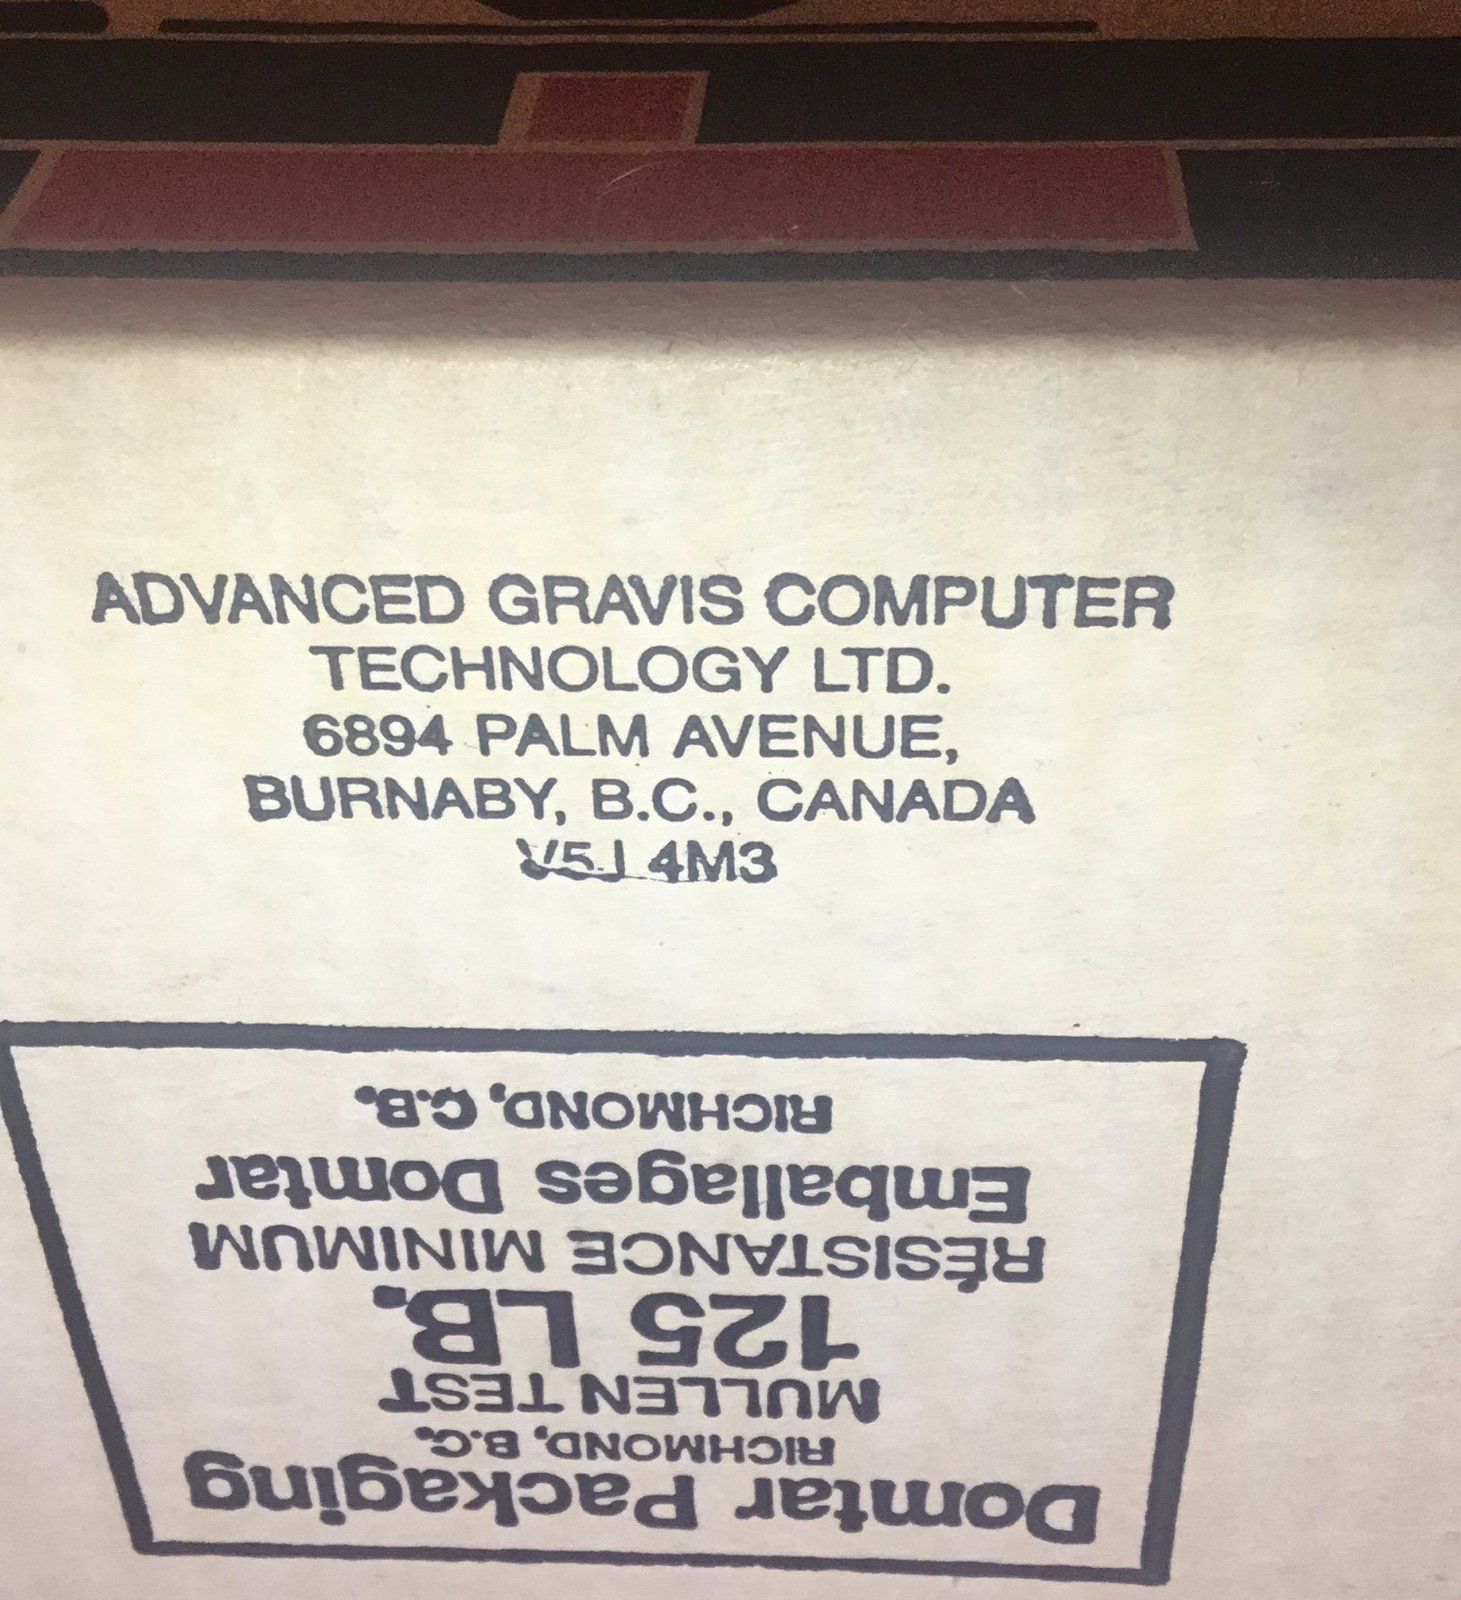 ADVANCED GRAVIS COMPUTER
TECHNOLOGY LTD.
6894 PALM AVENUE,
BURNABY, B.C., CANADA
V5J 4M3
Domtar Packaging
RICHMOND, B.C.
MULLEN TEST
125 LB.
RÉSISTANCE MINIMUM
Emballages Domtar
RICHMOND, C.B.